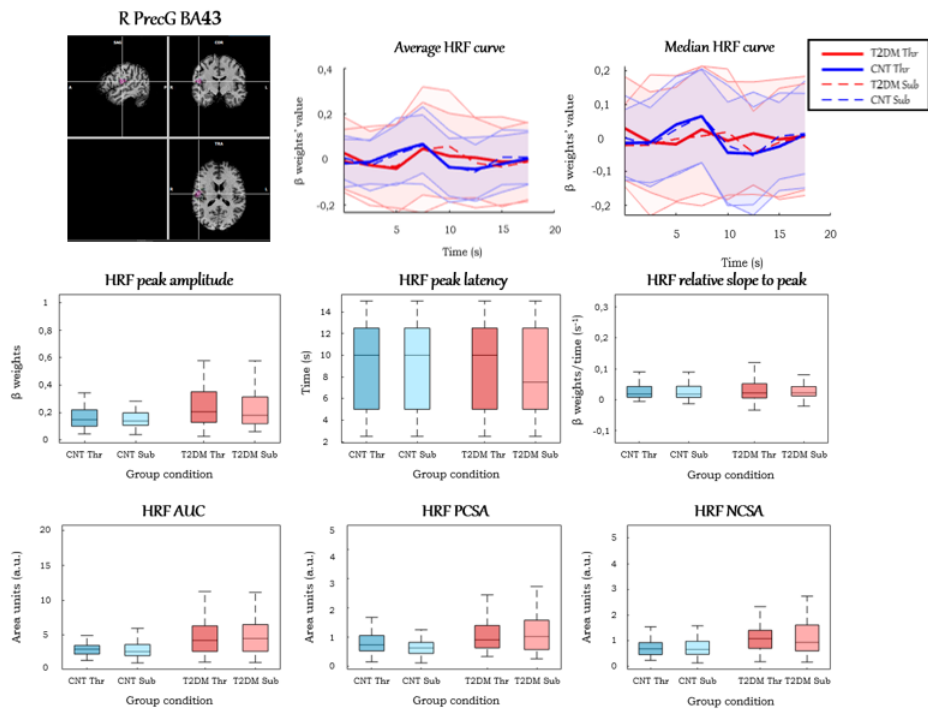 R PrecG BA43
SAG
COR
A
P
R
L
TRA
R
L
Average HRF curve
β weights' value
0,4
0,2
0
-0,2
5
10
15
20
Time (s)
Median HRF curve
β weights' value
0,2
0,1
0
-0,1
-0,2
5
10
15
20
Time (s)
T2DM Thr
CNT Thr
T2DM Sub
CNT Sub
HRF peak amplitude
β weights
1
0,8
0,6
0,4
0,2
0
CNT Thr
CNT Sub
T2DM Thr
T2DM Sub
Group condition
HRF peak latency
Time (s)
14
12
10
8
6
4
2
CNT Thr
CNT Sub
T2DM Thr
T2DM Sub
Group condition
HRF relative slope to peak
β weights/time (s⁻¹)
0,3
0,2
0,1
0
-0,1
CNT Thr
CNT Sub
T2DM Thr
T2DM Sub
Group condition
HRF AUC
Area units (a.u.)
20
15
10
5
0
CNT Thr
CNT Sub
T2DM Thr
T2DM Sub
Group condition
HRF PCSA
Area units (a.u.)
5
4
3
2
1
0
CNT Thr
CNT Sub
T2DM Thr
T2DM Sub
Group condition
HRF NCSA
Area units (a.u.)
5
4
3
2
1
0
CNT Thr
CNT Sub
T2DM Thr
T2DM Sub
Group condition